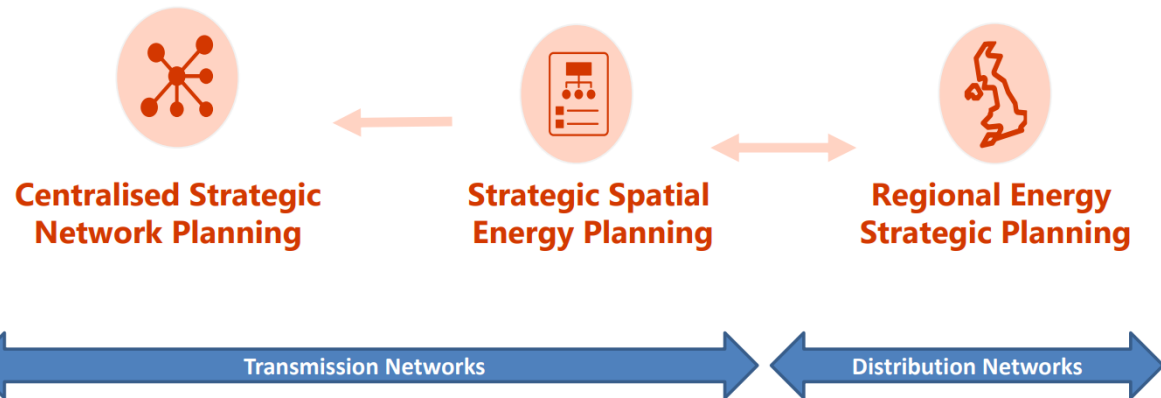 Centralised Strategic
Network Planning
Strategic Spatial
Energy Planning
Regional Energy
Strategic Planning
Transmission Networks
Distribution Networks